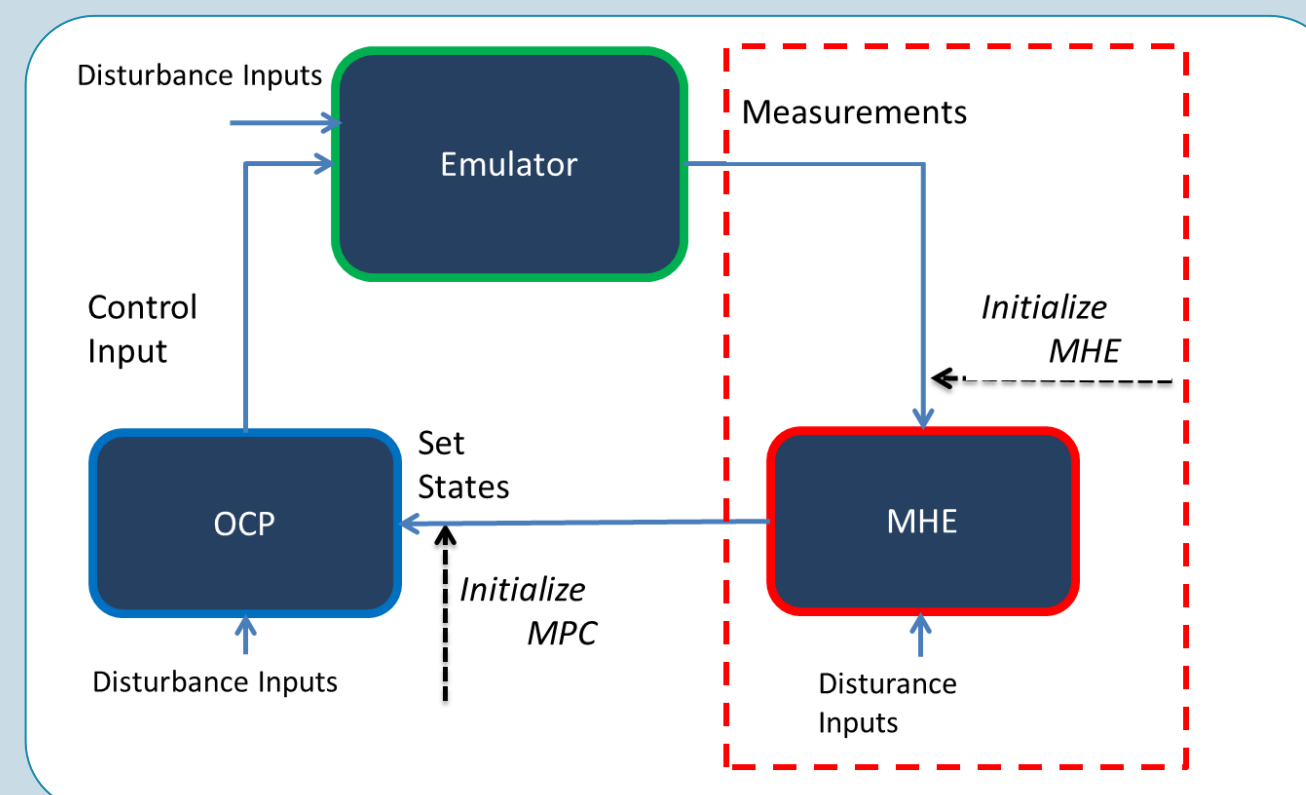 Disturbance Inputs
Measurements
Emulator
Control
Input
Initialize
MHE
Set
States
OCP
MHE
Initialize
MPC
Disturbance Inputs
Disturance
Inputs